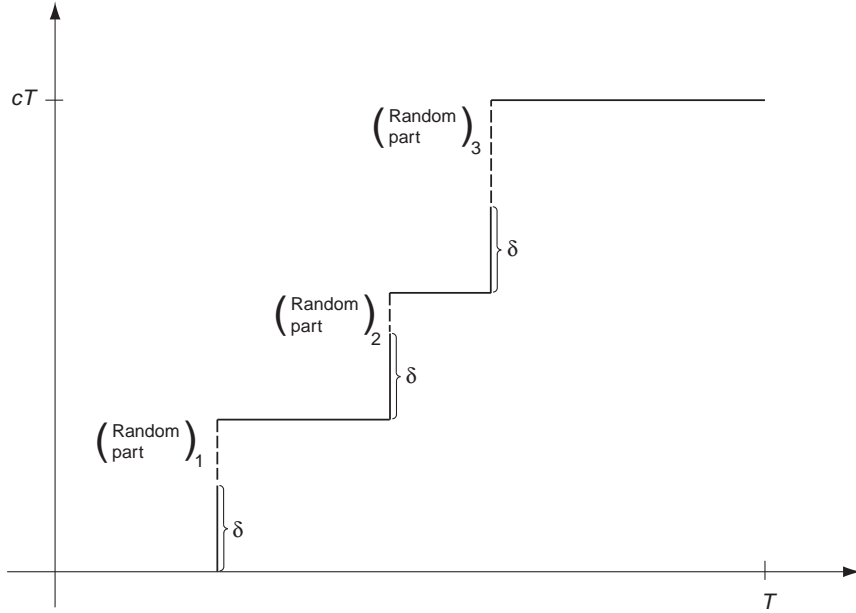 cT
(Random part)3
δ
(Random part)2
δ
(Random part)1
δ
T